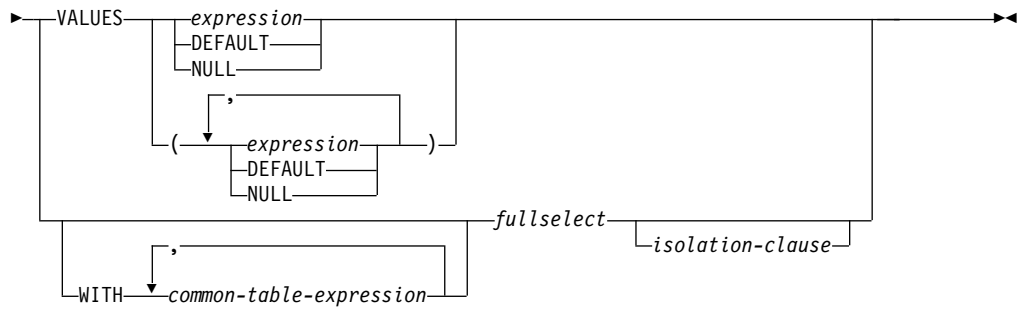 VALUES expression
DEFAULT
NULL
,
( expression )
DEFAULT
NULL
fullselect
isolation-clause
,
WITH common-table-expression